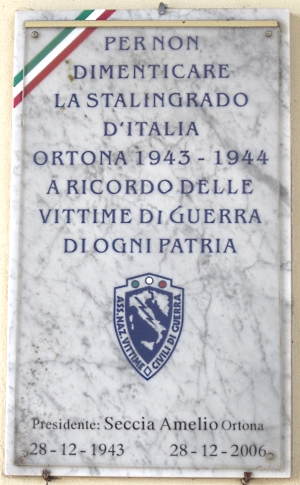 PER NON
DIMENTICARE
LA STALINGRADO
D'ITALIA
ORTONA 1943 - 1944
A RICORDO DELLE
VITTIME DI GUERRA
DI OGNI PATRIA
ASS. NAZ. VITTIME CIVILI DI GUERRA
Presidente: Seccia Amelio Ortona
28 - 12 - 1943 28 - 12 - 2006